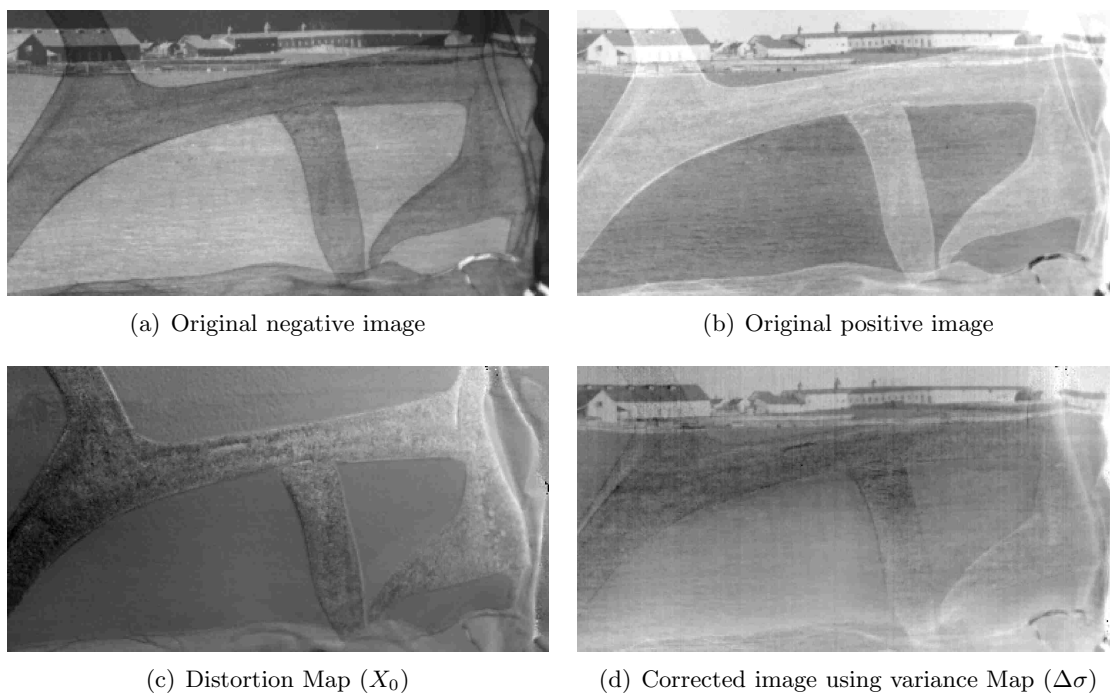 (a) Original negative image
(b) Original positive image
(c) Distortion Map (X₀)
(d) Corrected image using variance Map (Δσ)